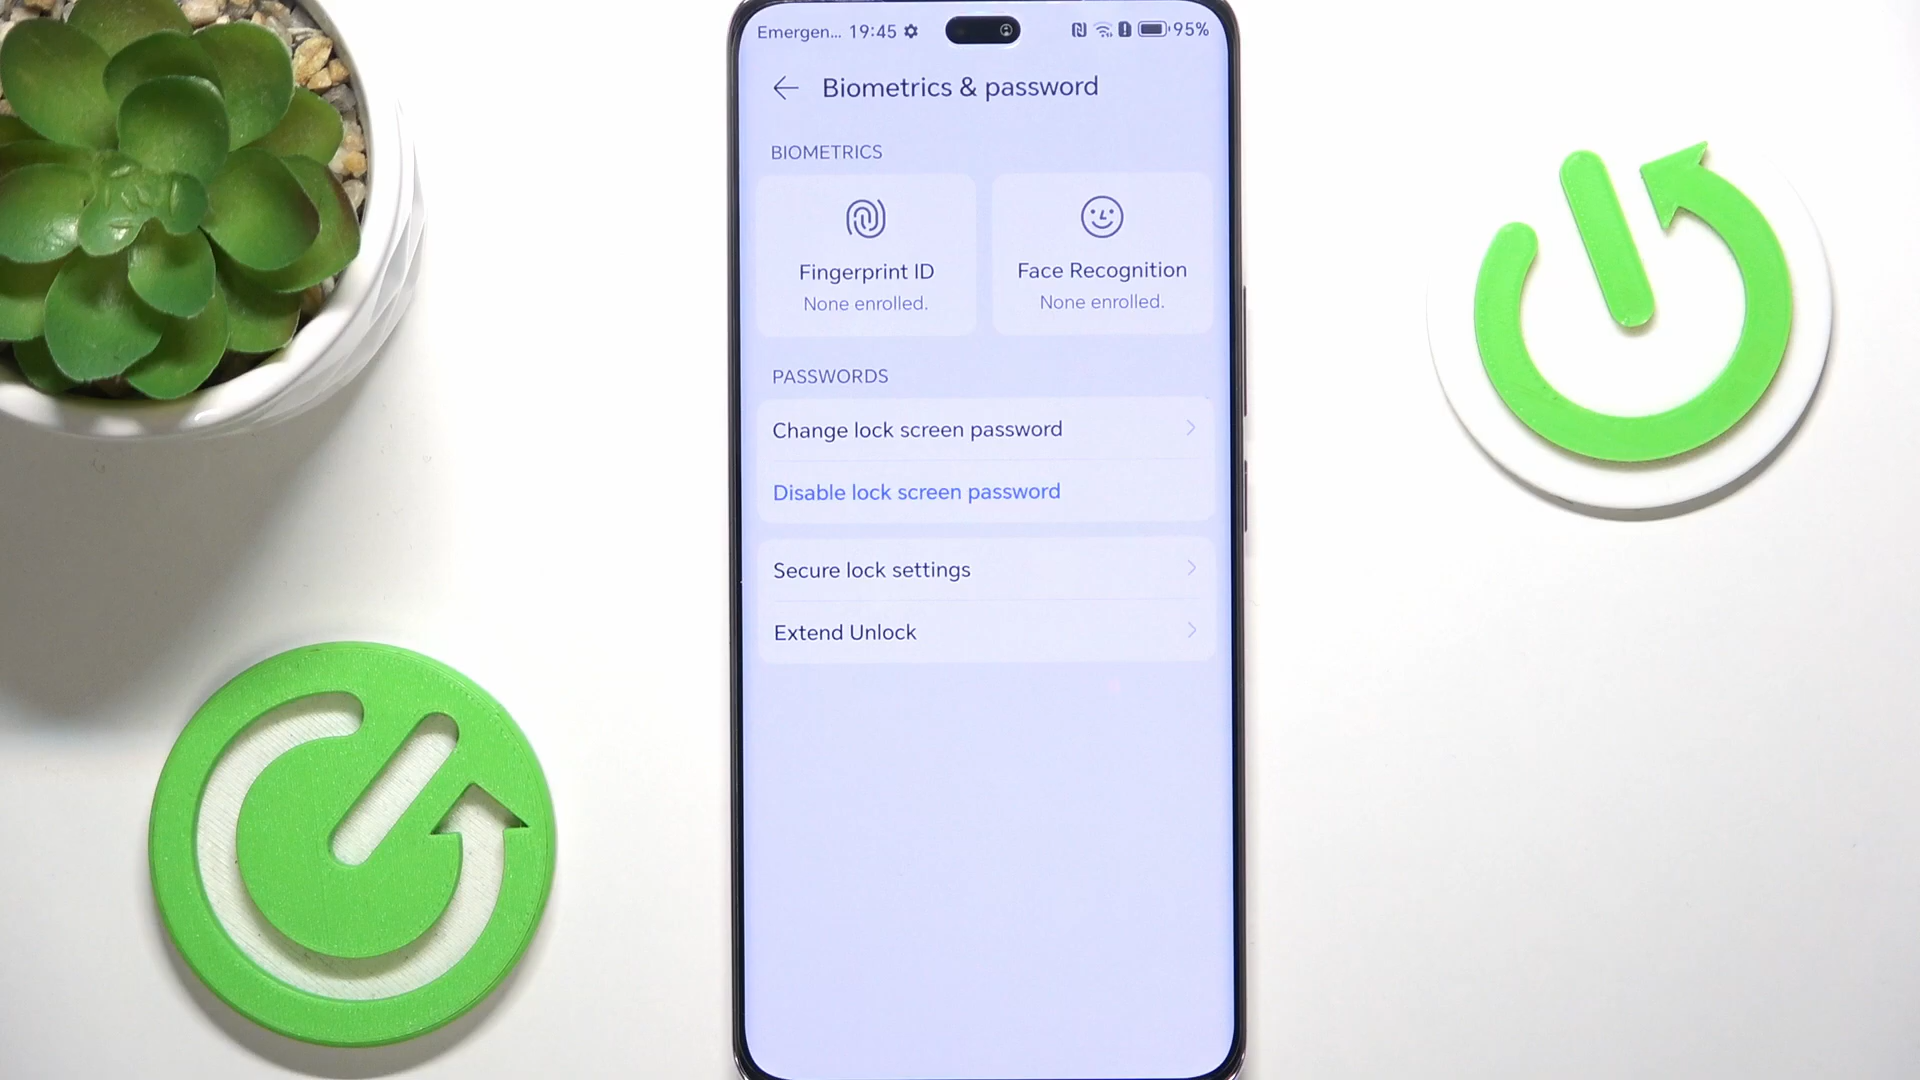 Emergen... 19:45 95%
Biometrics & password
BIOMETRICS
Fingerprint ID
None enrolled.
Face Recognition
None enrolled.
PASSWORDS
Change lock screen password
Disable lock screen password
Secure lock settings
Extend Unlock